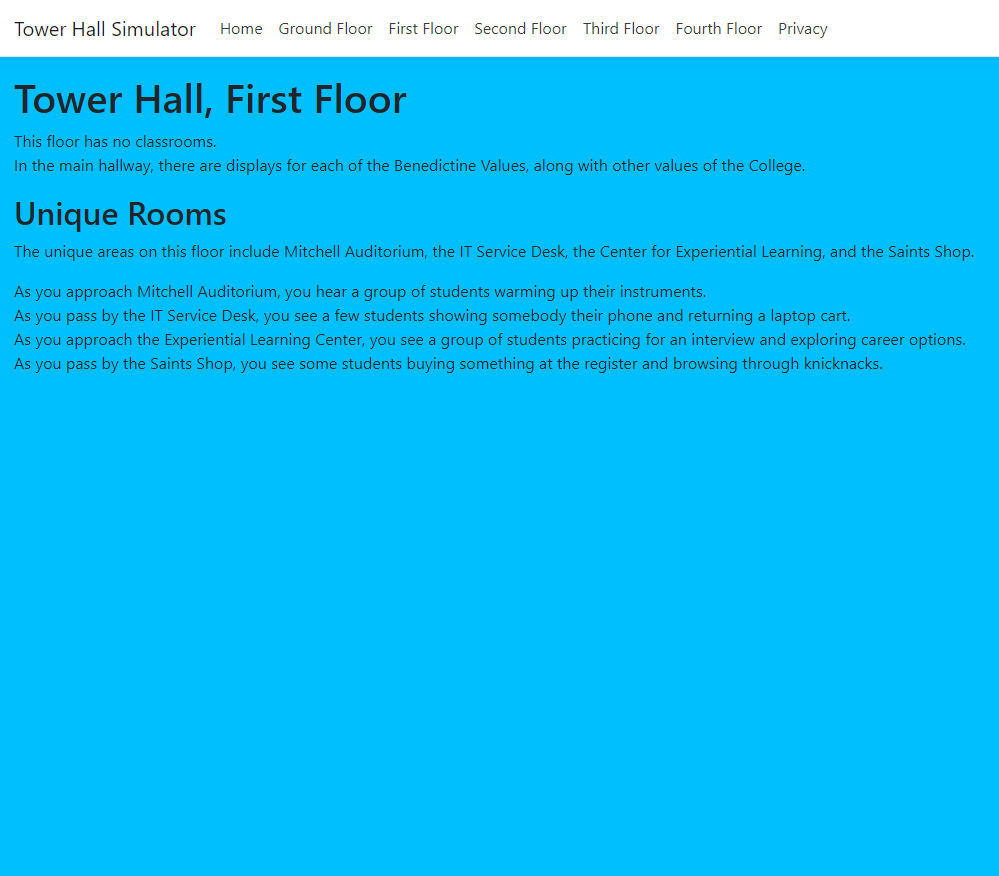 Tower Hall Simulator Home Ground Floor First Floor Second Floor Third Floor Fourth Floor Privacy
Tower Hall, First Floor
This floor has no classrooms.
In the main hallway, there are displays for each of the Benedictine Values, along with other values of the College.
Unique Rooms
The unique areas on this floor include Mitchell Auditorium, the IT Service Desk, the Center for Experiential Learning, and the Saints Shop.
As you approach Mitchell Auditorium, you hear a group of students warming up their instruments.
As you pass by the IT Service Desk, you see a few students showing somebody their phone and returning a laptop cart.
As you approach the Experiential Learning Center, you see a group of students practicing for an interview and exploring career options.
As you pass by the Saints Shop, you see some students buying something at the register and browsing through knicknacks.